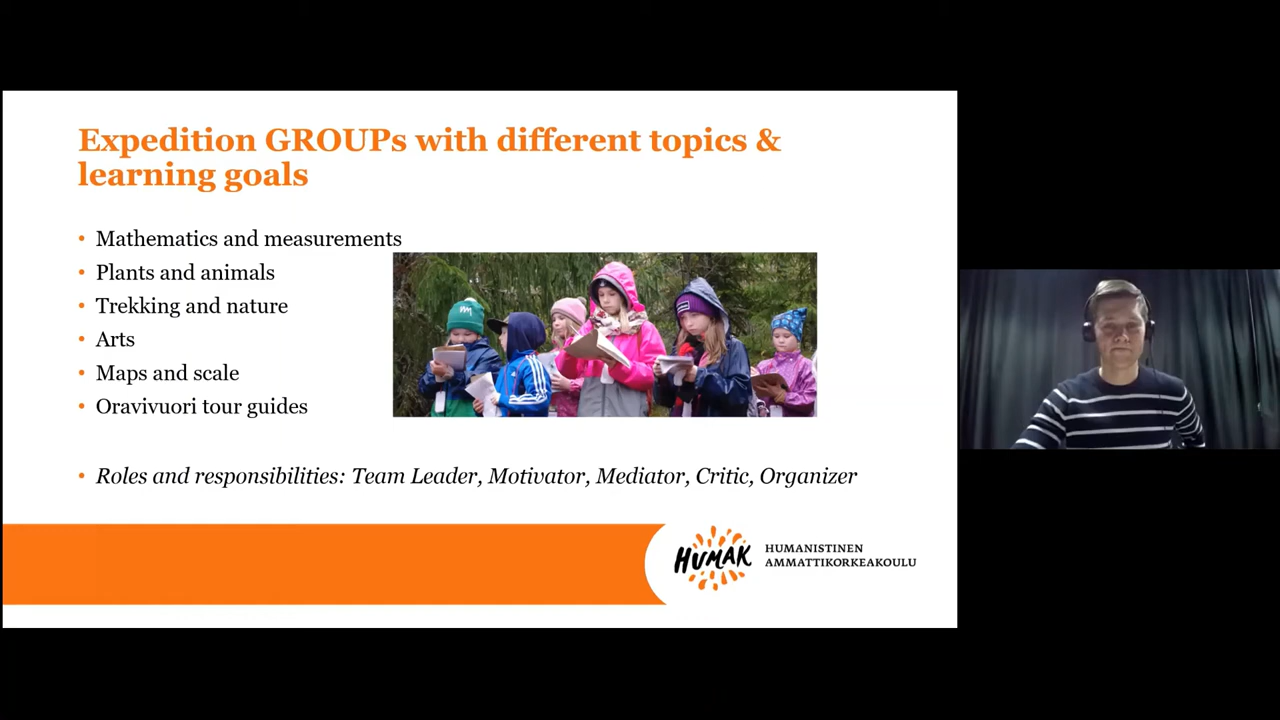 Expedition GROUPs with different topics &
learning goals
• Mathematics and measurements
• Plants and animals
• Trekking and nature
• Arts
• Maps and scale
• Oravivuori tour guides
• Roles and responsibilities: Team Leader, Motivator, Mediator, Critic, Organizer
HUMAK
HUMANISTINEN
AMMATTIKORKEAKOULU